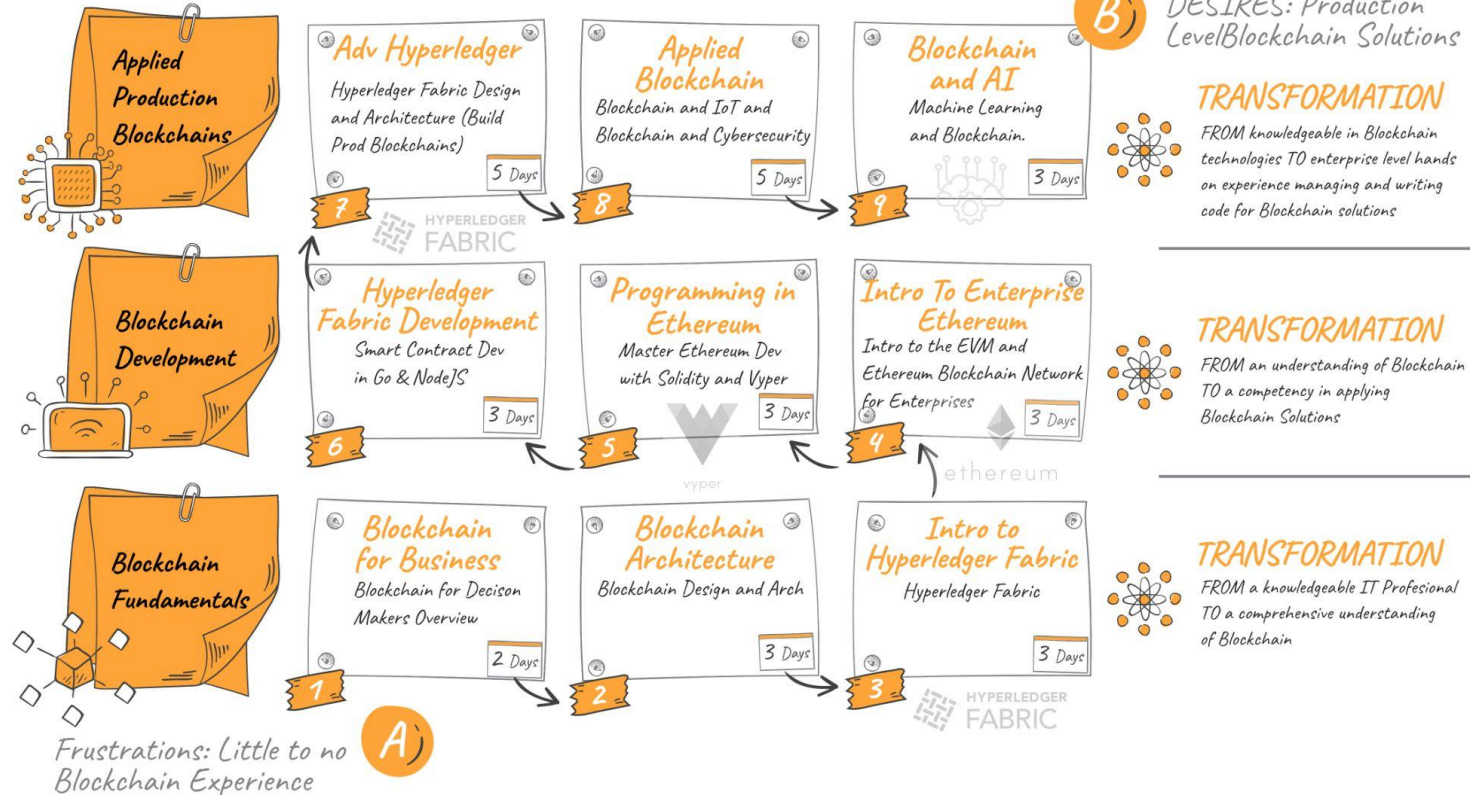 B)
DESIRES: Production
LevelBlockchain Solutions
Applied
Production
Blockchains
Adv Hyperledger
Hyperledger Fabric Design
and Architecture (Build
Prod Blockchains)
5 Days
7
HYPERLEDGER
FABRIC
Applied
Blockchain
Blockchain and IoT and
Blockchain and Cybersecurity
5 Days
8
Blockchain
and AI
Machine Learning
and Blockchain.
3 Days
9
TRANSFORMATION
FROM knowledgeable in Blockchain
technologies TO enterprise level hands
on experience managing and writing
code for Blockchain solutions
Blockchain
Development
Hyperledger
Fabric Development
Smart Contract Dev
in Go & NodeJS
3 Days
6
Programming in
Ethereum
Master Ethereum Dev
with Solidity and Vyper
3 Days
5
vyper
Intro To Enterprise
Ethereum
Intro to the EVM and
Ethereum Blockchain Network
for Enterprises
3 Days
4
ethereum
TRANSFORMATION
FROM an understanding of Blockchain
TO a competency in applying
Blockchain Solutions
Blockchain
Fundamentals
Blockchain
for Business
Blockchain for Decison
Makers Overview
2 Days
1
Blockchain
Architecture
Blockchain Design and Arch
3 Days
2
Intro to
Hyperledger Fabric
Hyperledger Fabric
3 Days
3
HYPERLEDGER
FABRIC
TRANSFORMATION
FROM a knowledgeable IT Profesional
TO a comprehensive understanding
of Blockchain
A)
Frustrations: Little to no
Blockchain Experience